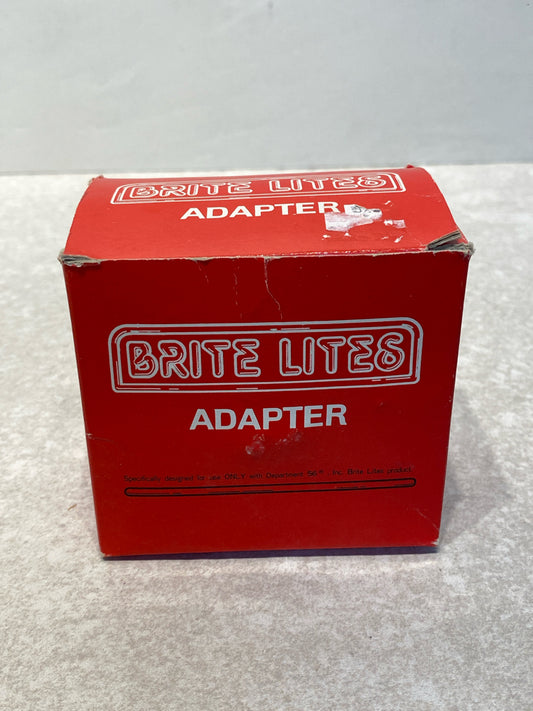 BRITE LITES
ADAPTER
BRITE LITES
ADAPTER
Specifically designed for use ONLY with Department 56®, Inc. Brite Lites product.